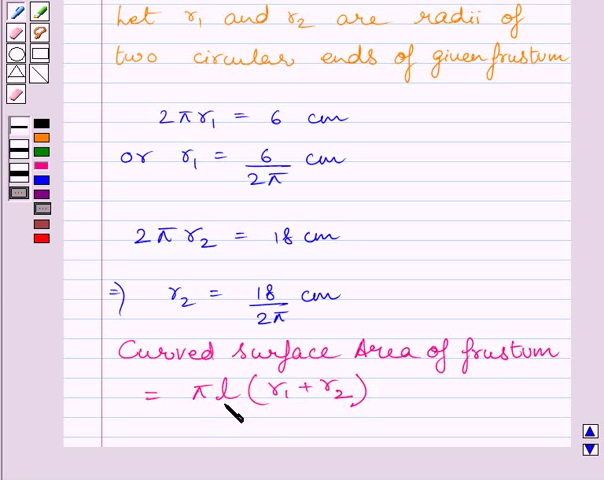 Let r₁ and r₂ are radii of
two circular ends of given frustum
2πr₁ = 6 cm
or r₁ = 6/2π cm
2πr₂ = 18 cm
⇒ r₂ = 18/2π cm
Curved surface Area of frustum
= πl(r₁ + r₂)